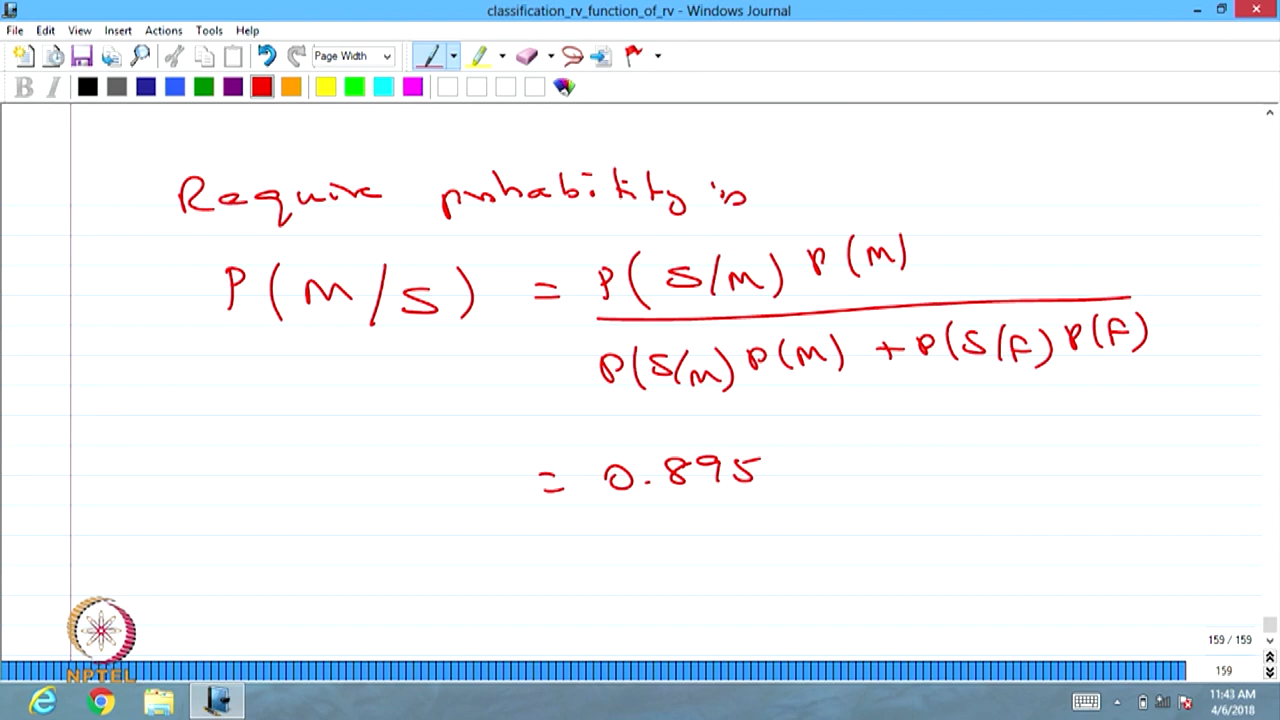 classification_rv_function_of_rv - Windows Journal
File Edit View Insert Actions Tools Help
Page Width
B I
Require probability is
P(M/S) = P(S/M) P(M)
P(S/M) P(M) + P(S/F) P(F)
= 0.895
NPTEL
159 / 159
159
11:43 AM
4/6/2018